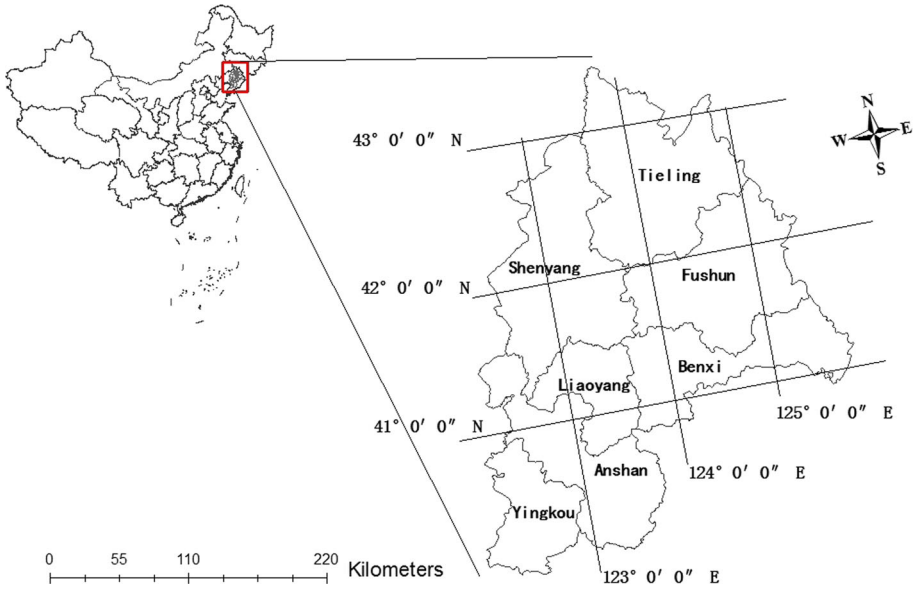 N
W E
S
43° 0′ 0″ N
Tieling
Shenyang
Fushun
42° 0′ 0″ N
Benxi
Liaoyang
125° 0′ 0″ E
41° 0′ 0″ N
Anshan
124° 0′ 0″ E
Yingkou
0 55 110 220
Kilometers
123° 0′ 0″ E